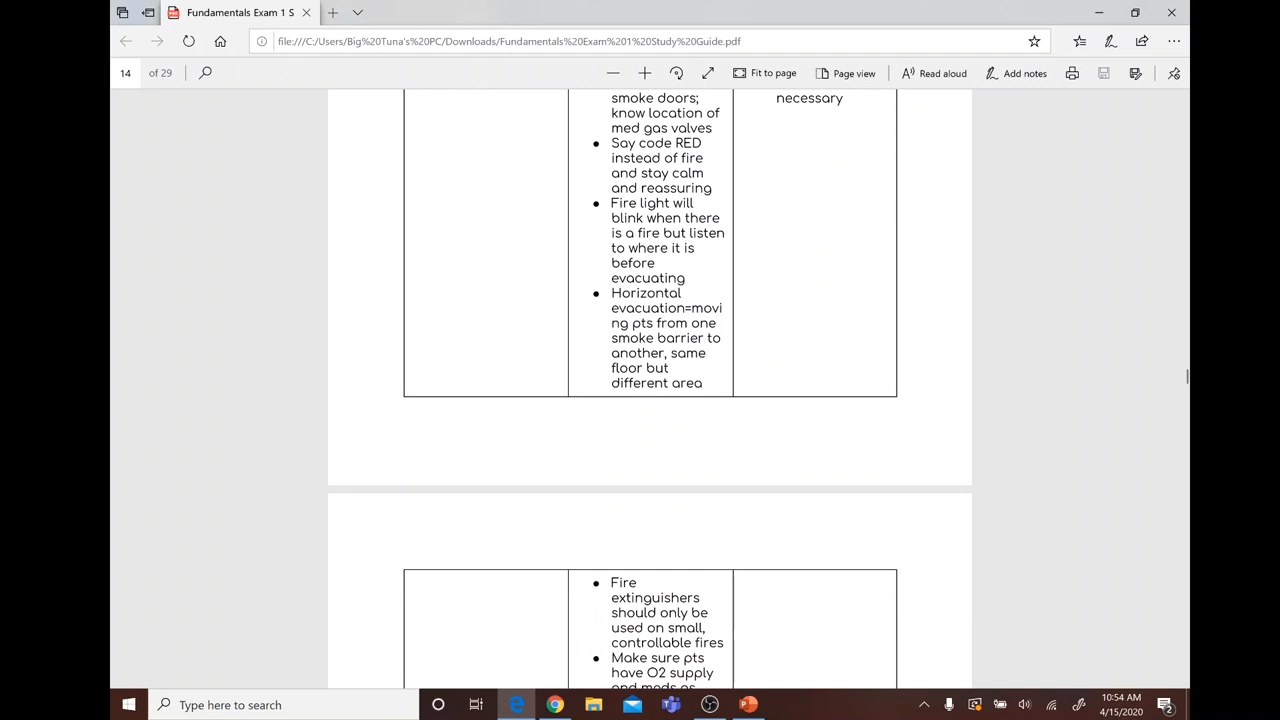 Fundamentals Exam 1 S
file:///C:/Users/Big%20Tuna's%20PC/Downloads/Fundamentals%20Exam%201%20Study%20Guide.pdf
14 of 29
Fit to page
Page view
Read aloud
Add notes
smoke doors;
know location of
med gas valves
● Say code RED
instead of fire
and stay calm
and reassuring
● Fire light will
blink when there
is a fire but listen
to where it is
before
evacuating
● Horizontal
evacuation=movi
ng pts from one
smoke barrier to
another, same
floor but
different area
necessary
● Fire
extinguishers
should only be
used on small,
controllable fires
● Make sure pts
have O2 supply
and meds as
Type here to search
10:54 AM
4/15/2020
2